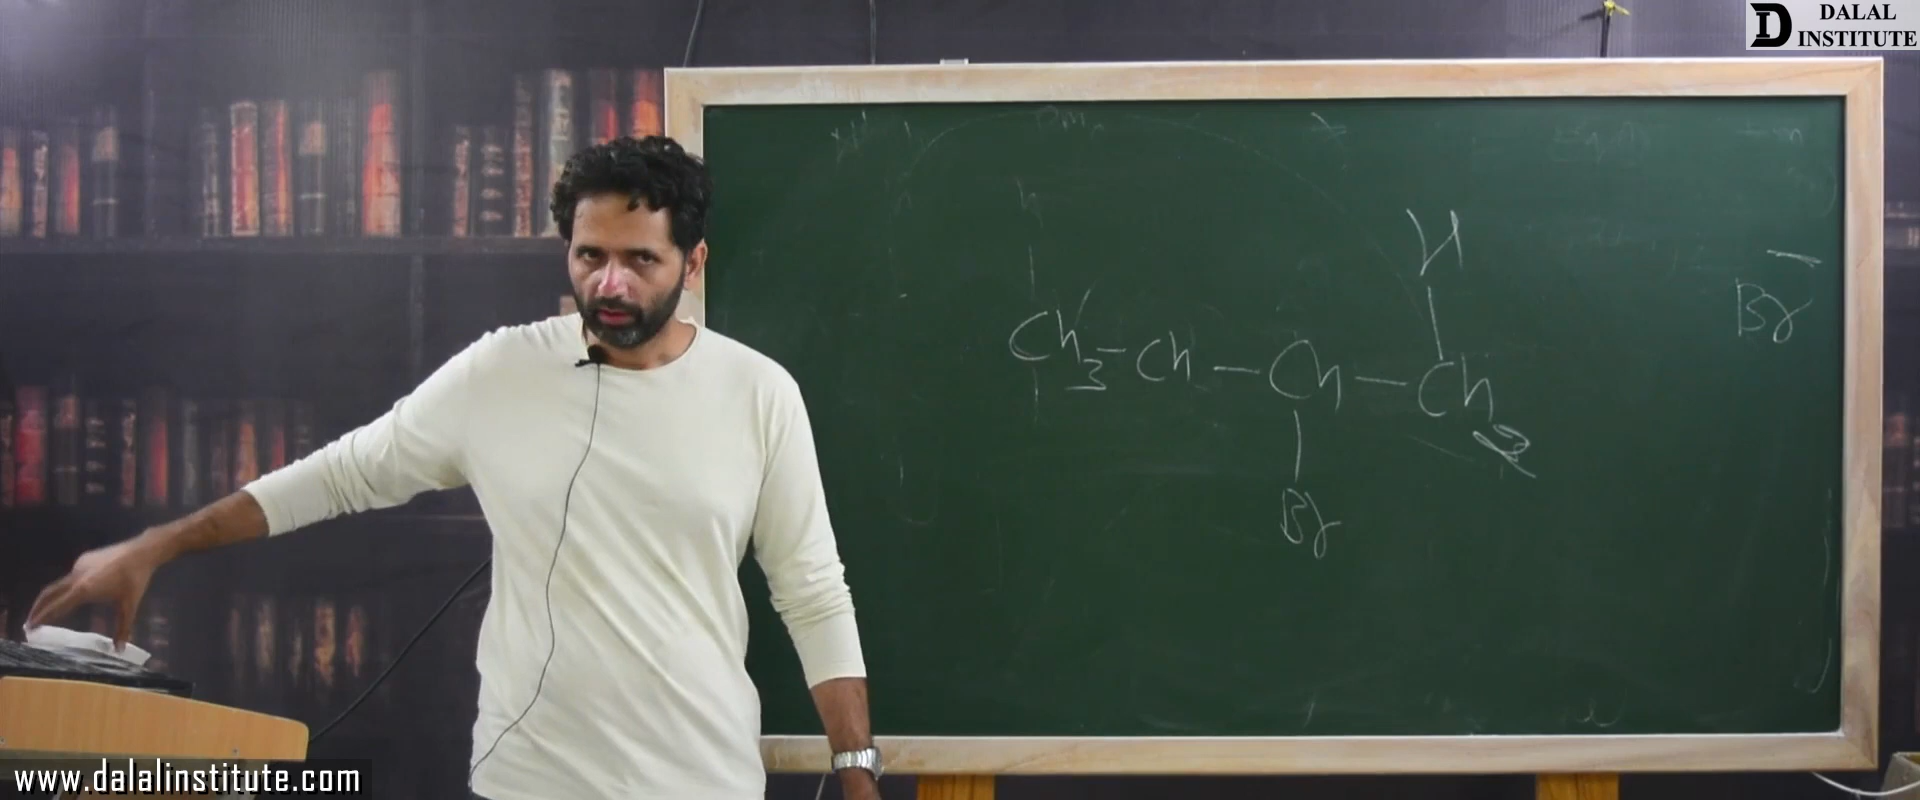 DALAL
INSTITUTE
H
Br
CH3-CH-CH-CH2
Br
www.dalalinstitute.com